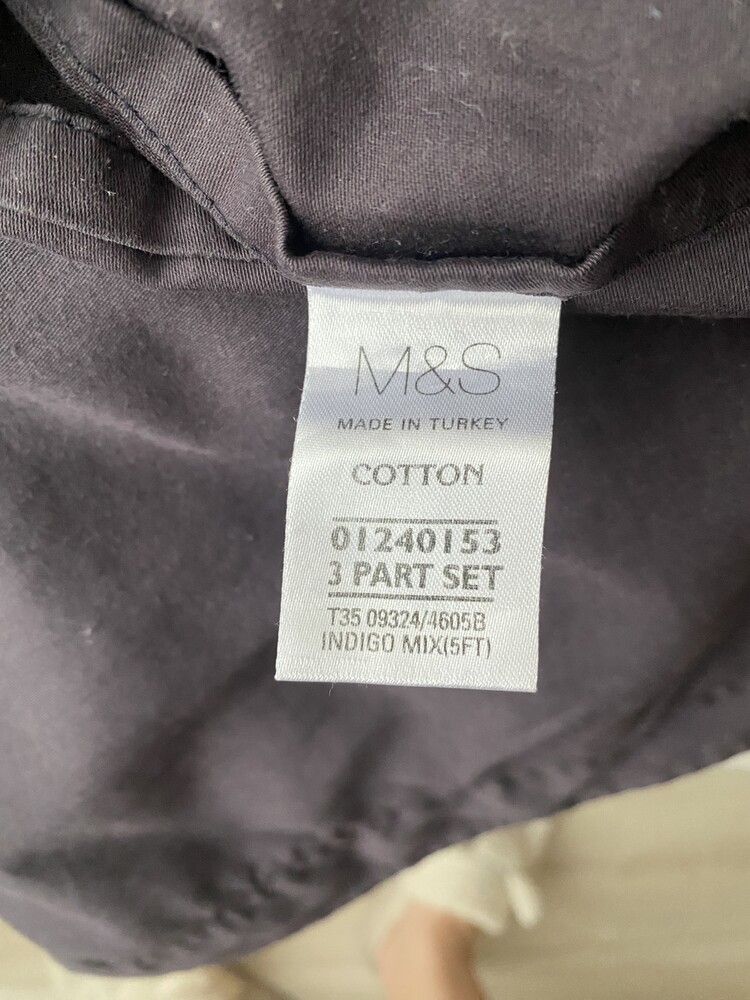 M&S
MADE IN TURKEY
COTTON
01240153
3 PART SET
T35 09324/4605B
INDIGO MIX(5FT)